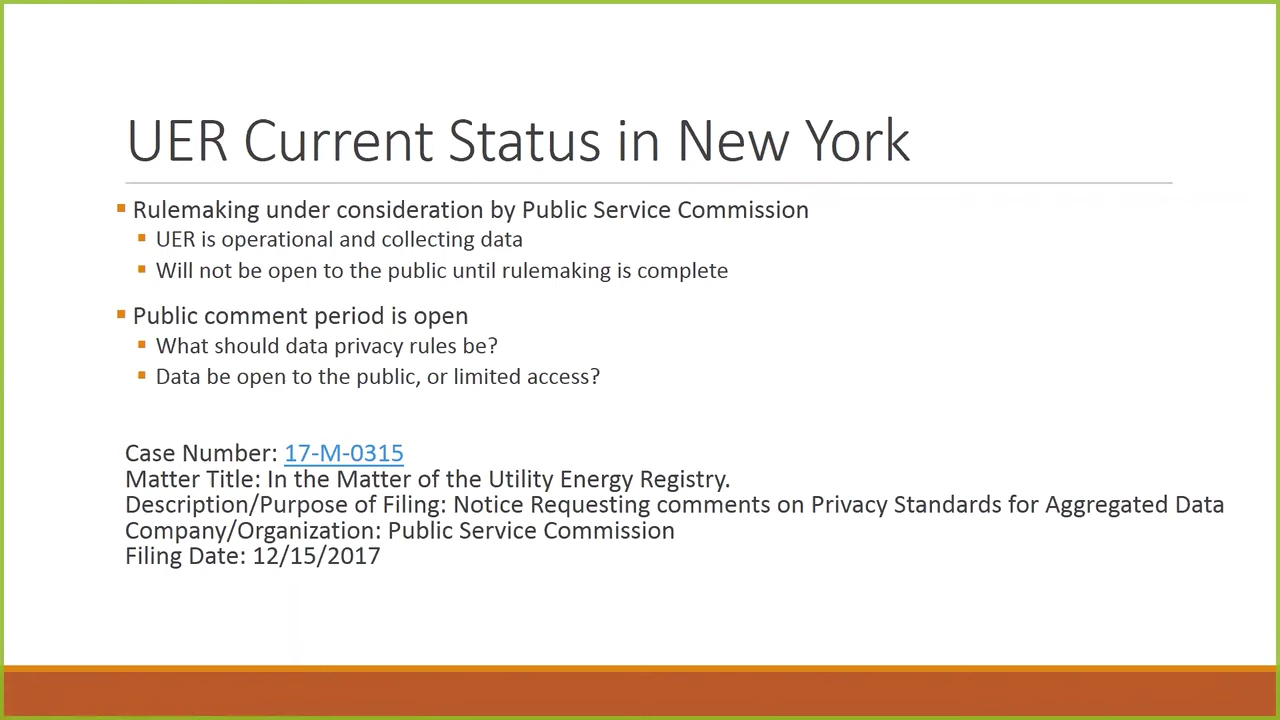 UER Current Status in New York
Rulemaking under consideration by Public Service Commission
UER is operational and collecting data
Will not be open to the public until rulemaking is complete
Public comment period is open
What should data privacy rules be?
Data be open to the public, or limited access?
Case Number: 17-M-0315
Matter Title: In the Matter of the Utility Energy Registry.
Description/Purpose of Filing: Notice Requesting comments on Privacy Standards for Aggregated Data
Company/Organization: Public Service Commission
Filing Date: 12/15/2017